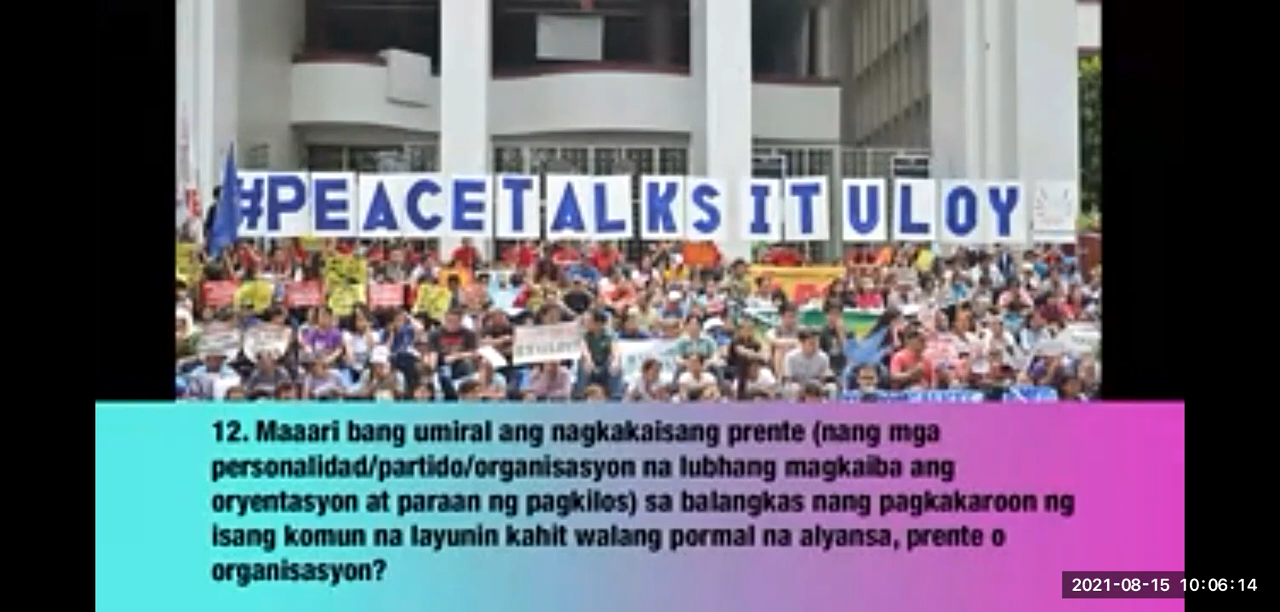 #PEACETALKS ITULOY
12. Maaari bang umiral ang nagkakaisang prente (nang mga
personalidad/partido/organisasyon na lubhang magkaiba ang
oryentasyon at paraan ng pagkilos) sa balangkas nang pagkakaroon ng
isang komun na layunin kahit walang pormal na alyansa, prente o
organisasyon?
2021-08-15 10:06:14